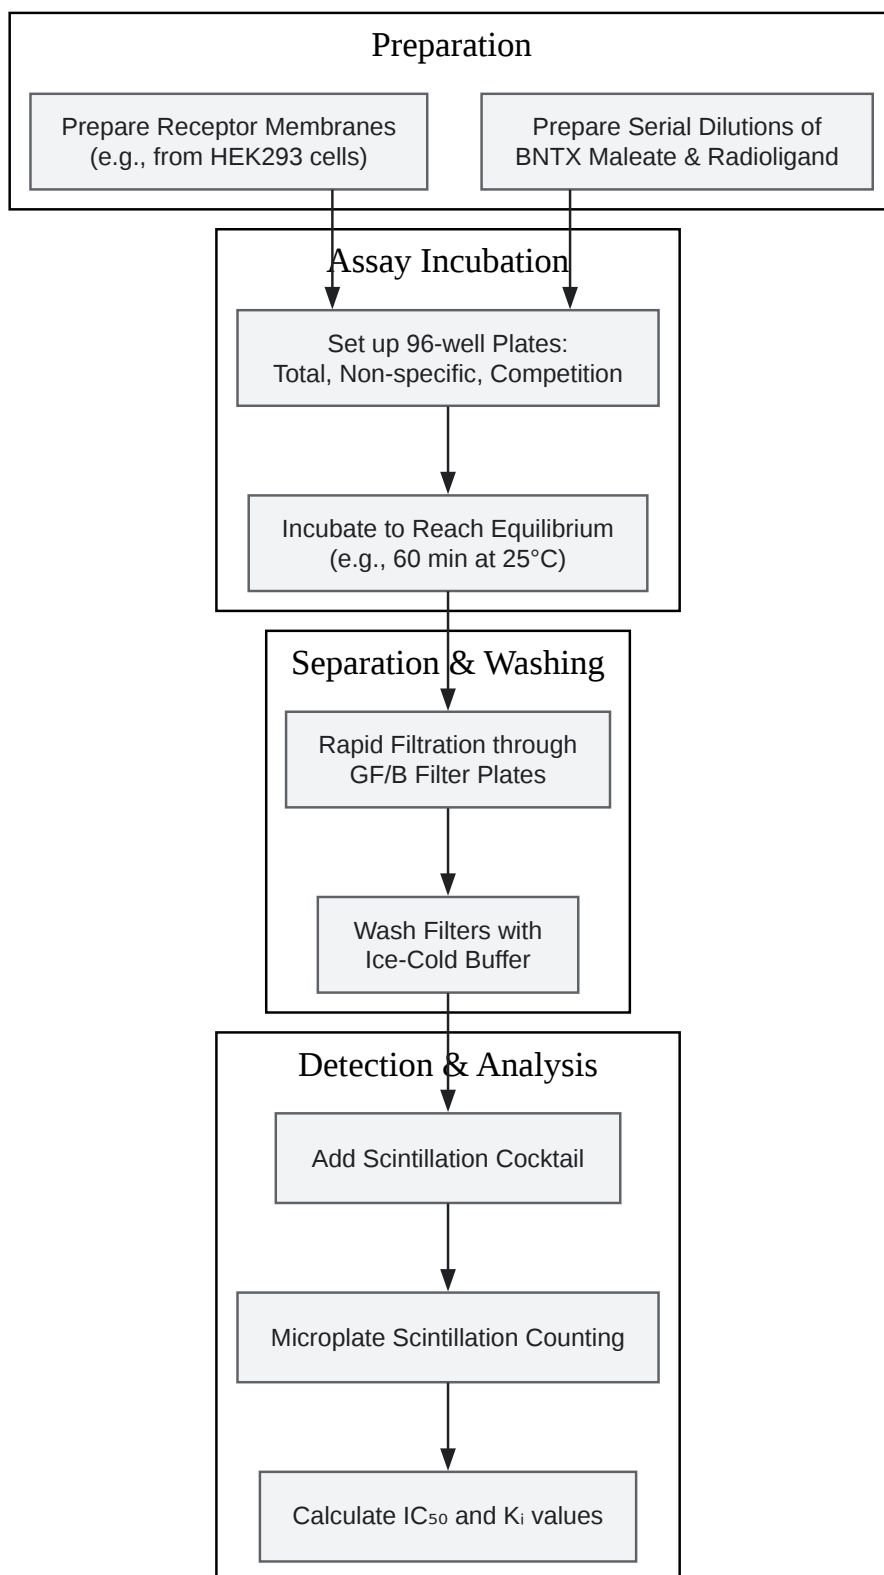 Preparation
Prepare Receptor Membranes
(e.g., from HEK293 cells)
Prepare Serial Dilutions of
BNTX Maleate & Radioligand
Assay Incubation
Set up 96-well Plates:
Total, Non-specific, Competition
Incubate to Reach Equilibrium
(e.g., 60 min at 25°C)
Separation & Washing
Rapid Filtration through
GF/B Filter Plates
Wash Filters with
Ice-Cold Buffer
Detection & Analysis
Add Scintillation Cocktail
Microplate Scintillation Counting
Calculate IC₅₀ and Kᵢ values